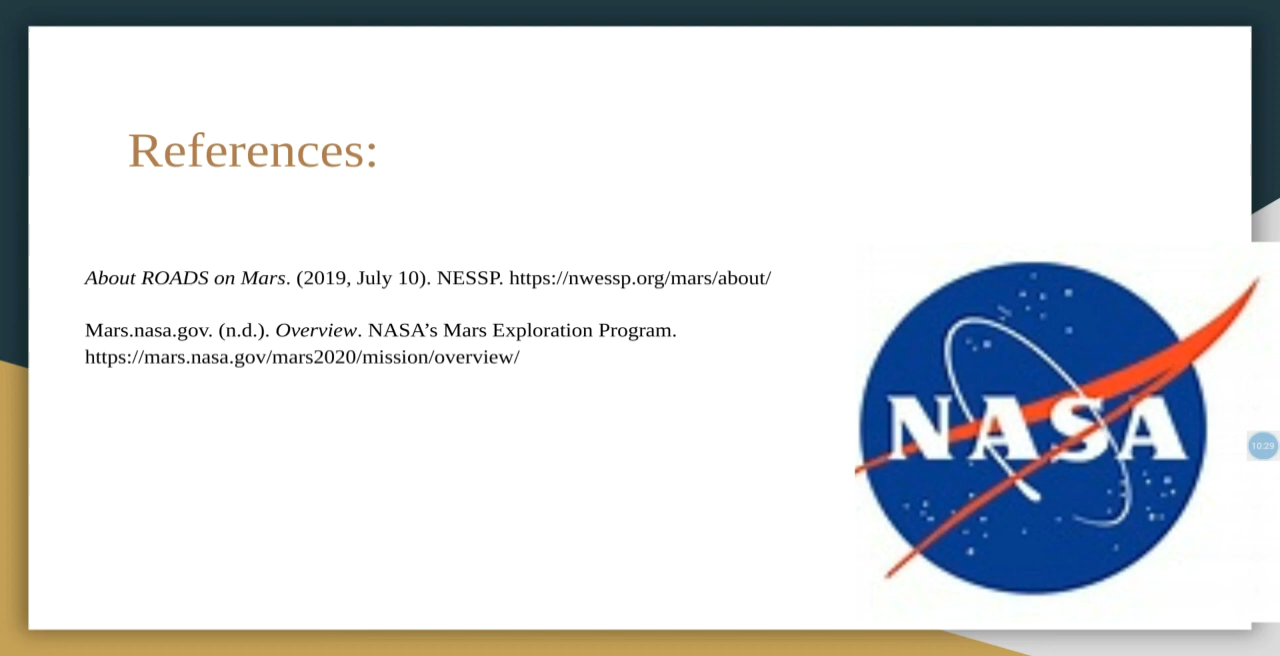 References:
About ROADS on Mars. (2019, July 10). NESSP. https://nwessp.org/mars/about/
Mars.nasa.gov. (n.d.). Overview. NASA’s Mars Exploration Program.
https://mars.nasa.gov/mars2020/mission/overview/
NASA
10:29